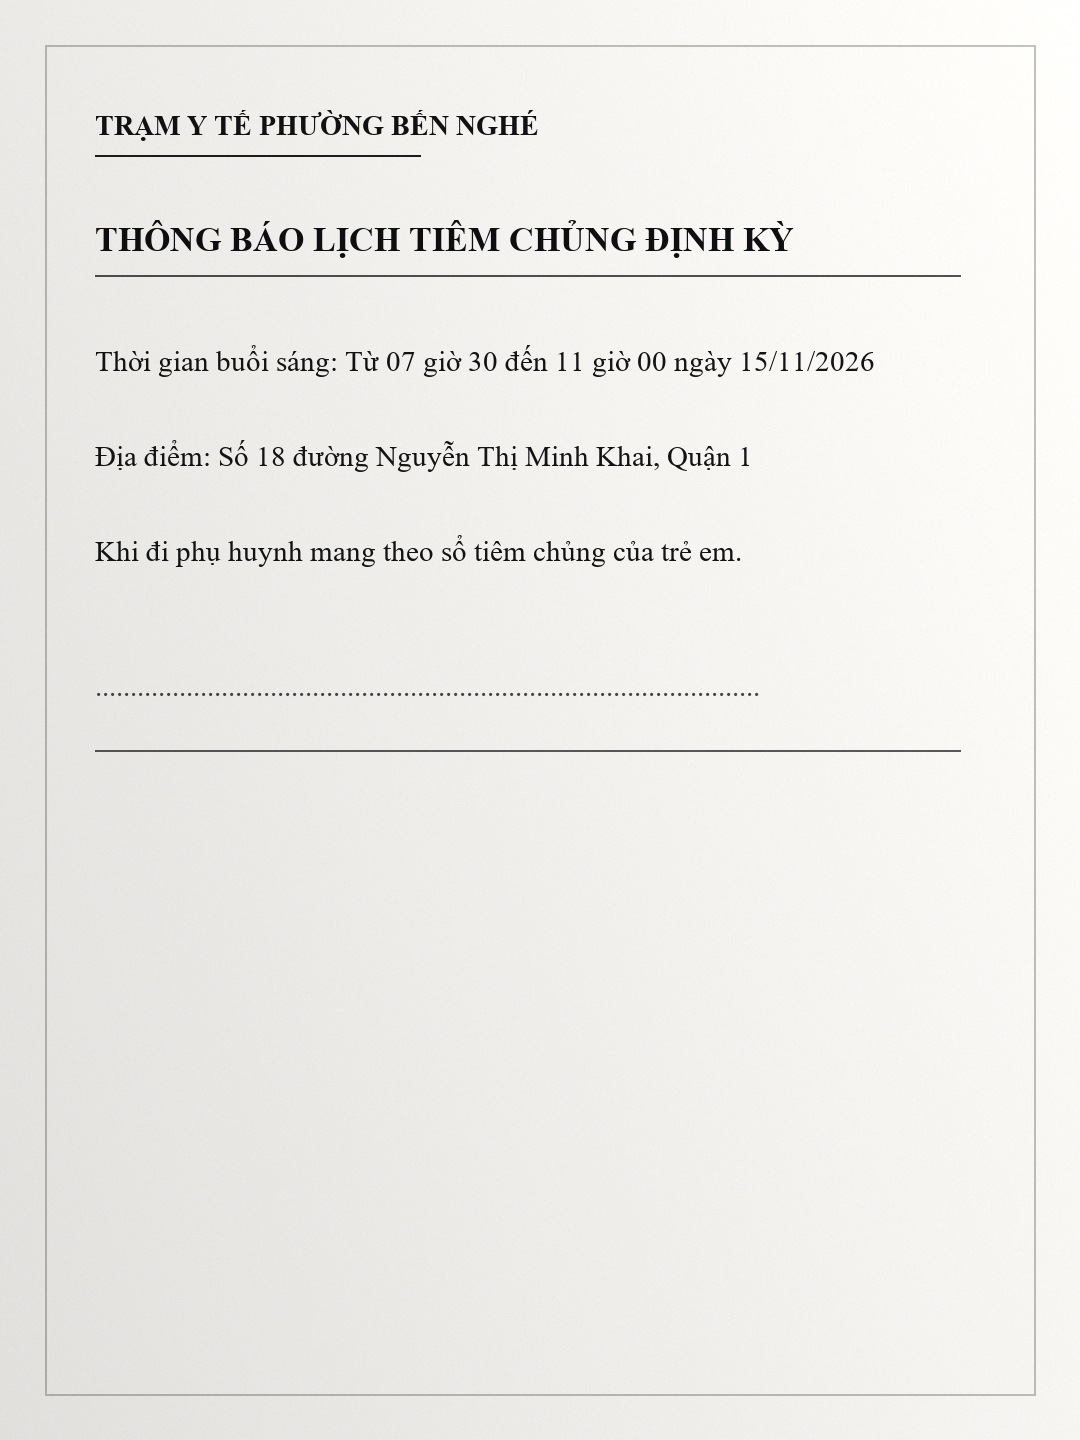 TRẠM Y TẾ PHƯỜNG BẾN NGHÉ
THÔNG BÁO LỊCH TIÊM CHỦNG ĐỊNH KỲ
Thời gian buổi sáng: Từ 07 giờ 30 đến 11 giờ 00 ngày 15/11/2026
Địa điểm: Số 18 đường Nguyễn Thị Minh Khai, Quận 1
Khi đi phụ huynh mang theo sổ tiêm chủng của trẻ em.
...............................................................................................